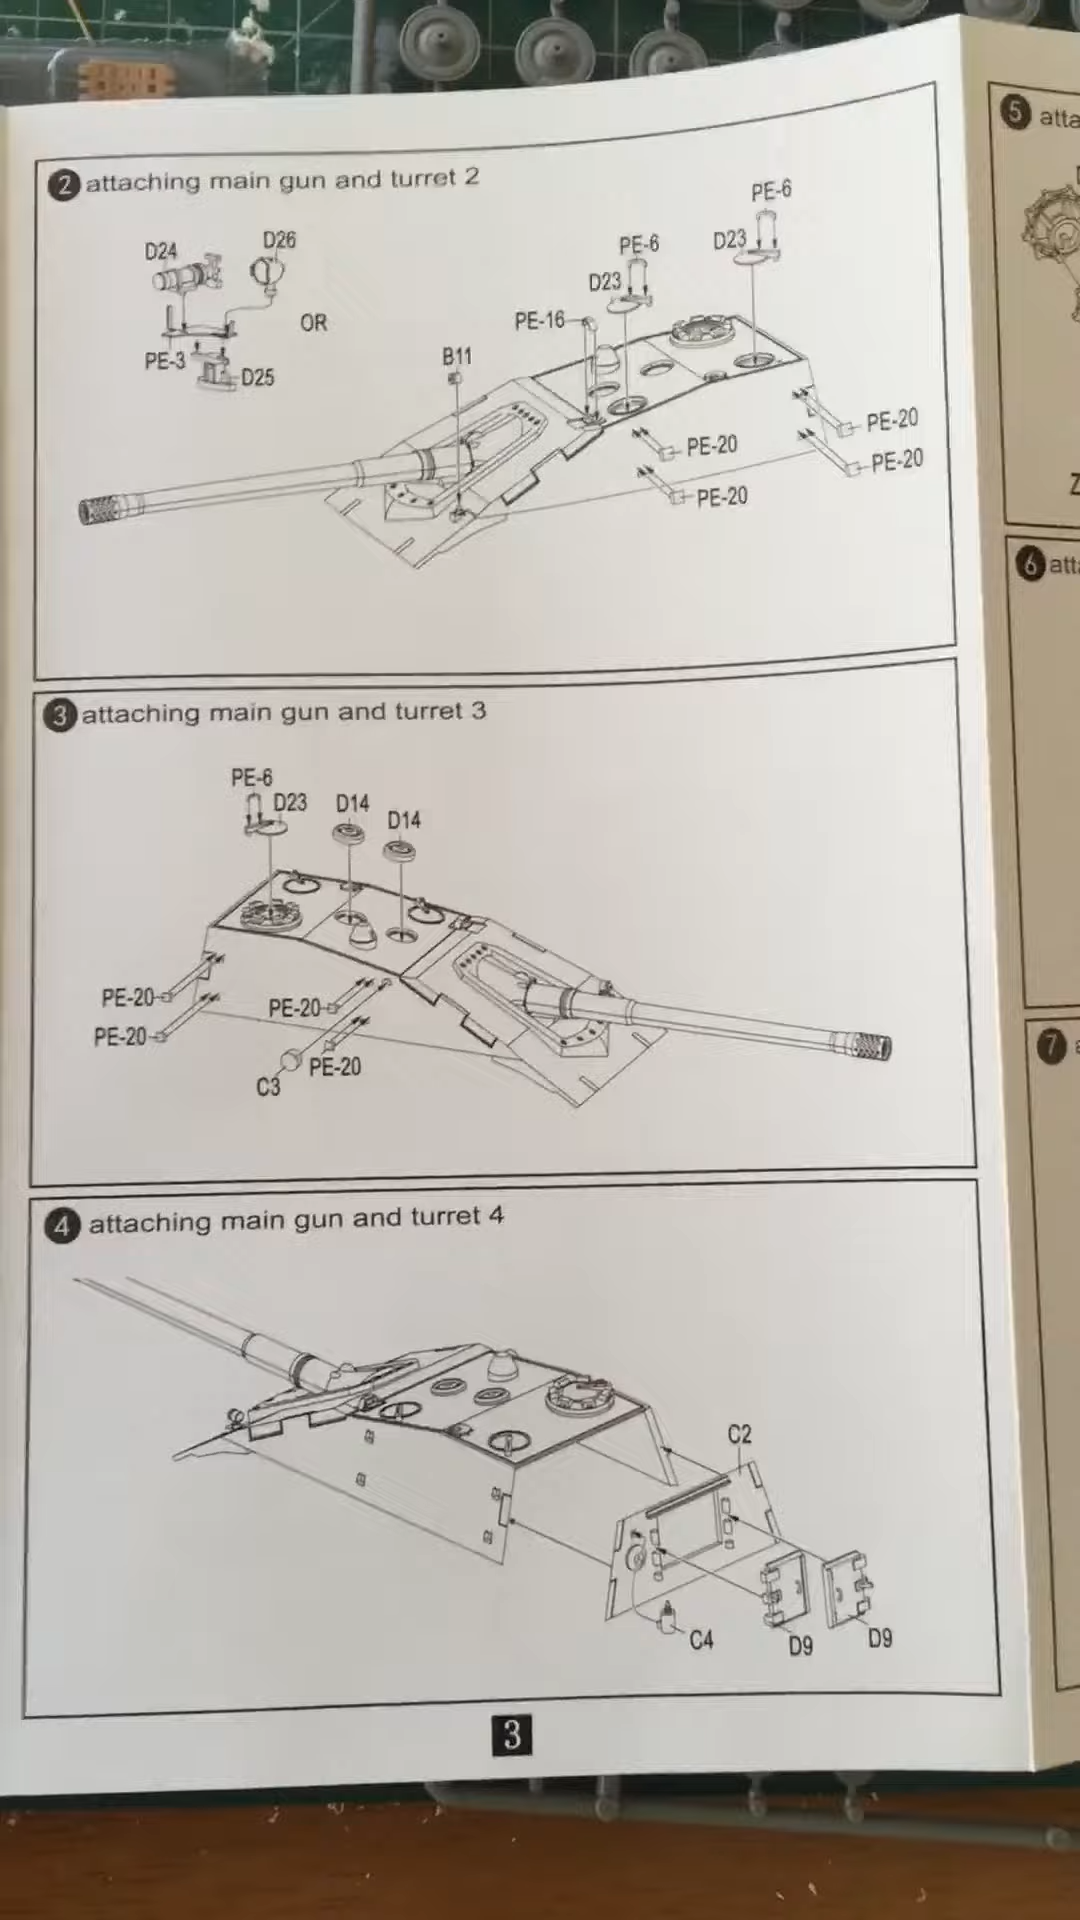 2 attaching main gun and turret 2
D24
D26
PE-3
D25
OR
B11
PE-16
D23
PE-6
D23
PE-6
PE-20
PE-20
PE-20
PE-20
3 attaching main gun and turret 3
PE-6
D23
D14
D14
PE-20
PE-20
PE-20
C3
PE-20
4 attaching main gun and turret 4
C2
C4
D9
D9
3
5
6
7